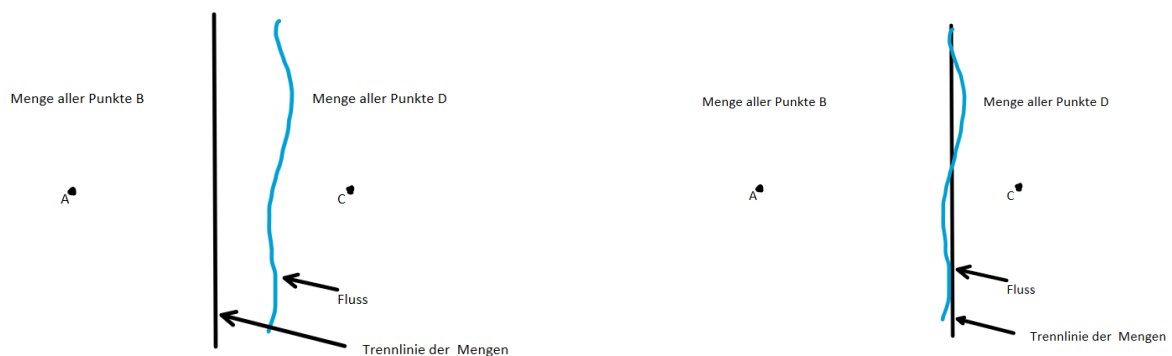 Menge aller Punkte B
Menge aller Punkte D
A
C
Fluss
Trennlinie der Mengen
Menge aller Punkte B
Menge aller Punkte D
A
C
Fluss
Trennlinie der Mengen